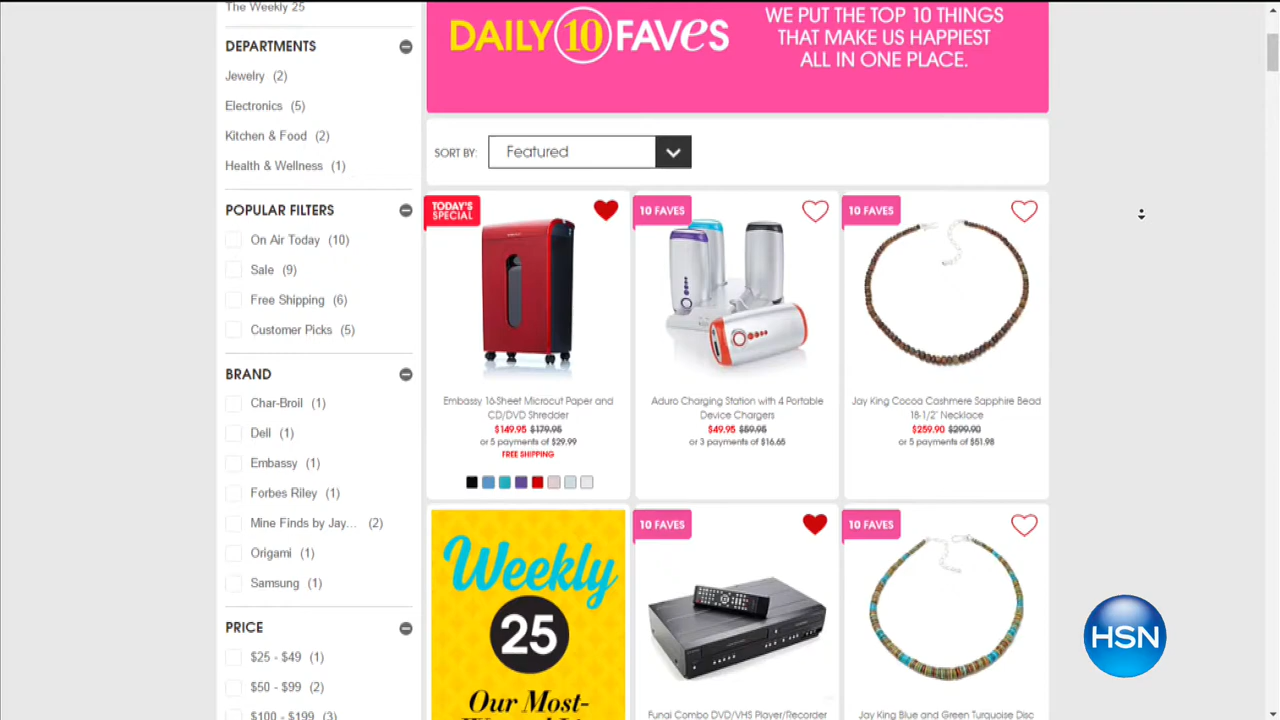 The Weekly 25
DEPARTMENTS
Jewelry (2)
Electronics (5)
Kitchen & Food (2)
Health & Wellness (1)
POPULAR FILTERS
On Air Today (10)
Sale (9)
Free Shipping (6)
Customer Picks (5)
BRAND
Char-Broil (1)
Dell (1)
Embassy (1)
Forbes Riley (1)
Mine Finds by Jay... (2)
Origami (1)
Samsung (1)
PRICE
$25 - $49 (1)
$50 - $99 (2)
$100 - $199 (3)
DAILY 10 FAVeS
WE PUT THE TOP 10 THINGS
THAT MAKE US HAPPIEST
ALL IN ONE PLACE.
SORT BY: Featured
TODAY'S
SPECIAL
Embassy 16-Sheet Microcut Paper and
CD/DVD Shredder
$149.95 $179.95
or 5 payments of $29.99
FREE SHIPPING
10 FAVES
Aduro Charging Station with 4 Portable
Device Chargers
$49.95 $59.95
or 3 payments of $16.65
10 FAVES
Jay King Cocoa Cashmere Sapphire Bead
18-1/2" Necklace
$259.90 $299.90
or 5 payments of $51.98
Weekly
25
Our Most-
10 FAVES
Funai Combo DVD/VHS Player/Recorder
10 FAVES
Jay King Blue and Green Turquoise Disc
HSN